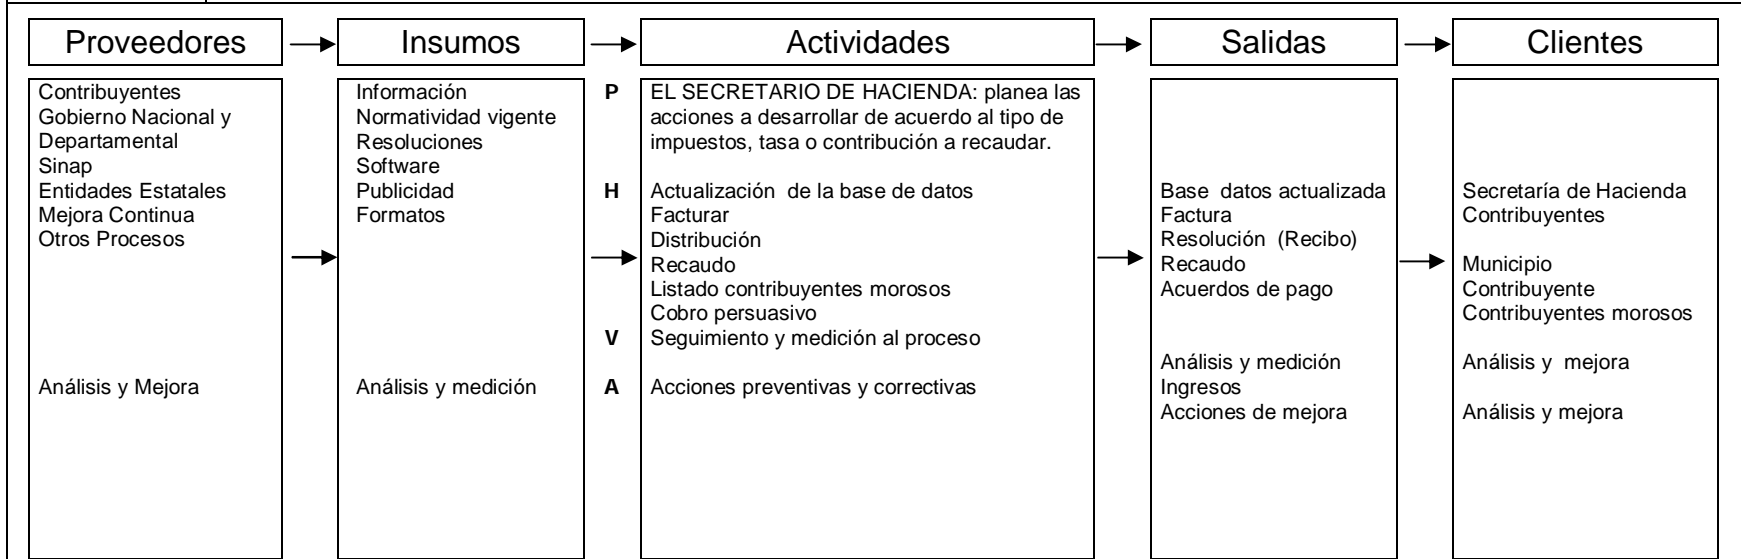 Proveedores
Insumos
Actividades
Salidas
Clientes
Contribuyentes
Gobierno Nacional y
Departamental
Sinap
Entidades Estatales
Mejora Continua
Otros Procesos
Análisis y Mejora
Información
Normatividad vigente
Resoluciones
Software
Publicidad
Formatos
Análisis y medición
P EL SECRETARIO DE HACIENDA: planea las
acciones a desarrollar de acuerdo al tipo de
impuestos, tasa o contribución a recaudar.
H Actualización de la base de datos
Facturar
Distribución
Recaudo
Listado contribuyentes morosos
Cobro persuasivo
V Seguimiento y medición al proceso
A Acciones preventivas y correctivas
Base datos actualizada
Factura
Resolución (Recibo)
Recaudo
Acuerdos de pago
Análisis y medición
Ingresos
Acciones de mejora
Secretaría de Hacienda
Contribuyentes
Municipio
Contribuyente
Contribuyentes morosos
Análisis y mejora
Análisis y mejora